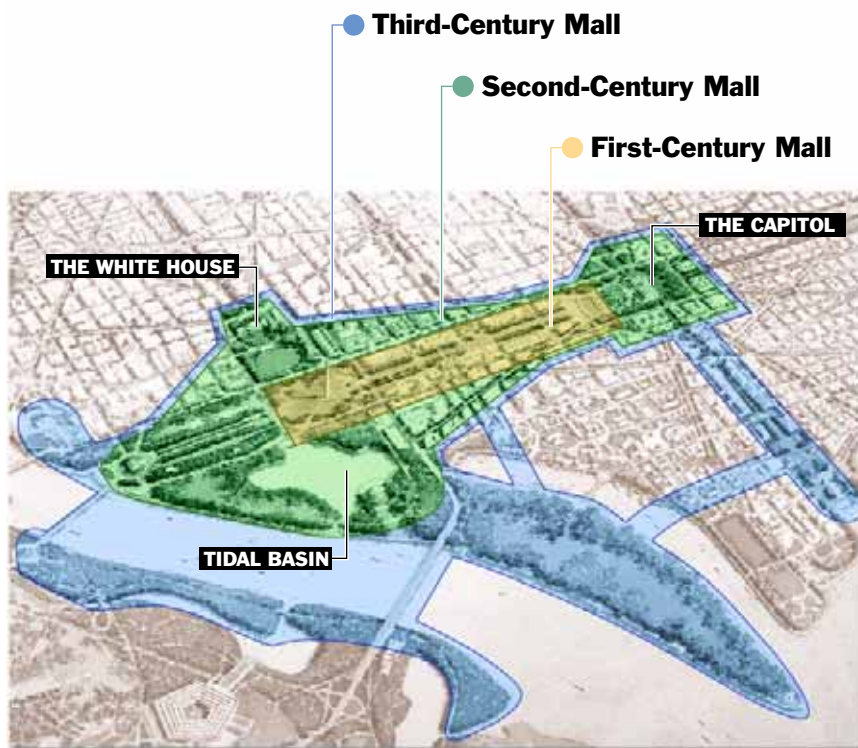 Third-Century Mall
Second-Century Mall
First-Century Mall
THE CAPITOL
THE WHITE HOUSE
TIDAL BASIN